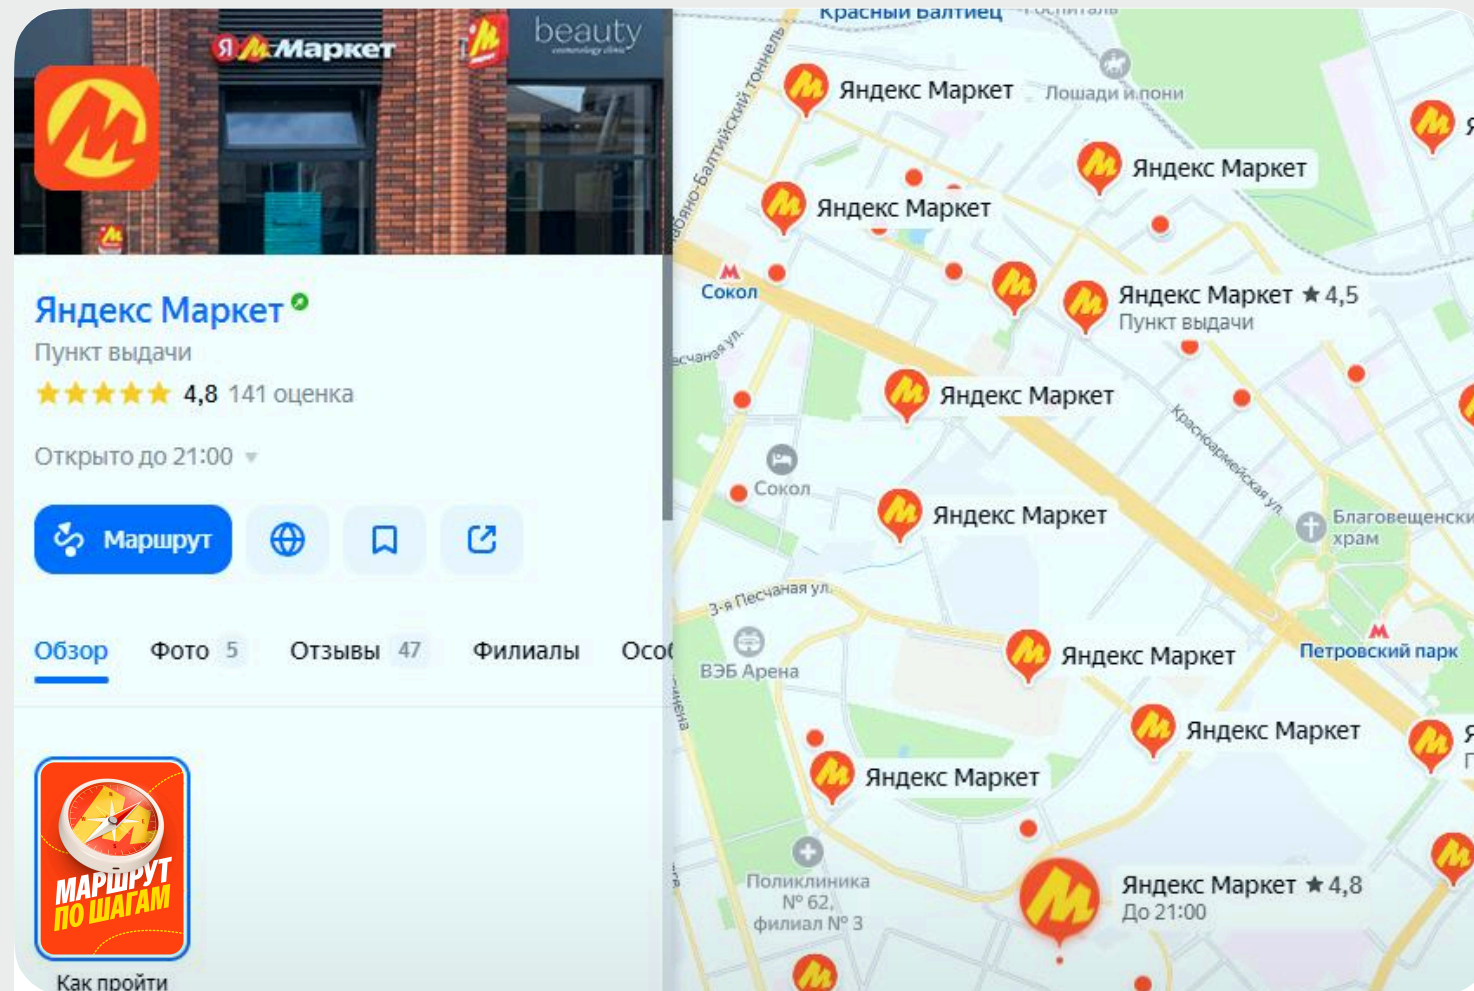 Я Маркет
beauty
cosmetology clinic
Яндекс Маркет
Пункт выдачи
4,8 141 оценка
Открыто до 21:00
Маршрут
Обзор
Фото 5
Отзывы 47
Филиалы
МАРШРУТ
ПО ШАГАМ
Как пройти
Красный Балтиец
Яндекс Маркет
Лошади и пони
Яндекс Маркет
Яндекс Маркет
Сокол
Яндекс Маркет ★ 4,5
Пункт выдачи
Яндекс Маркет
Красноармейская ул.
Сокол
Яндекс Маркет
Благовещенски
храм
3-я Песчаная ул.
ВЭБ Арена
Яндекс Маркет
Петровский парк
Яндекс Маркет
Яндекс Маркет
Поликлиника
№ 62,
филиал № 3
Яндекс Маркет ★ 4,8
До 21:00